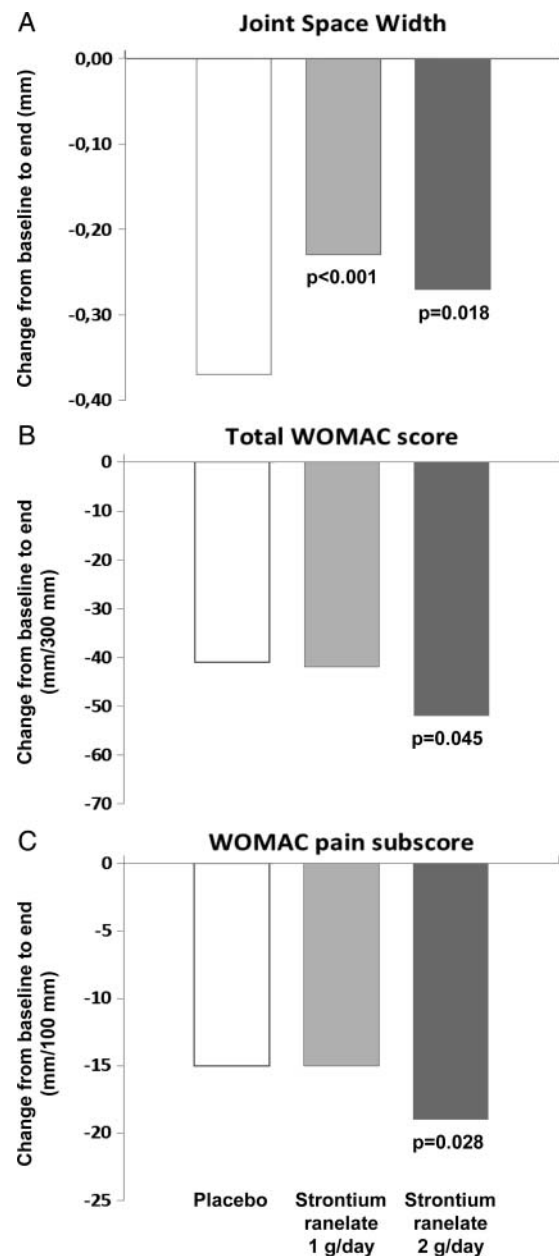 A
Joint Space Width
Change from baseline to end (mm)
0,00
-0,10
-0,20
-0,30
-0,40
p<0.001
p=0.018
B
Total WOMAC score
Change from baseline to end
(mm/300 mm)
0
-10
-20
-30
-40
-50
-60
-70
p=0.045
C
WOMAC pain subscore
Change from baseline to end
(mm/100 mm)
0
-5
-10
-15
-20
-25
p=0.028
Placebo
Strontium
ranelate
1 g/day
Strontium
ranelate
2 g/day